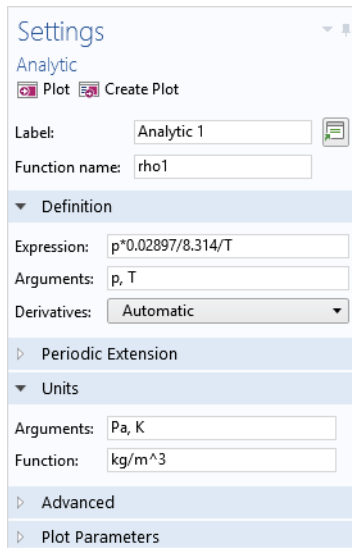 Settings
Analytic
Plot Create Plot
Label: Analytic 1
Function name: rho1
Definition
Expression: p*0.02897/8.314/T
Arguments: p, T
Derivatives: Automatic
Periodic Extension
Units
Arguments: Pa, K
Function: kg/m^3
Advanced
Plot Parameters